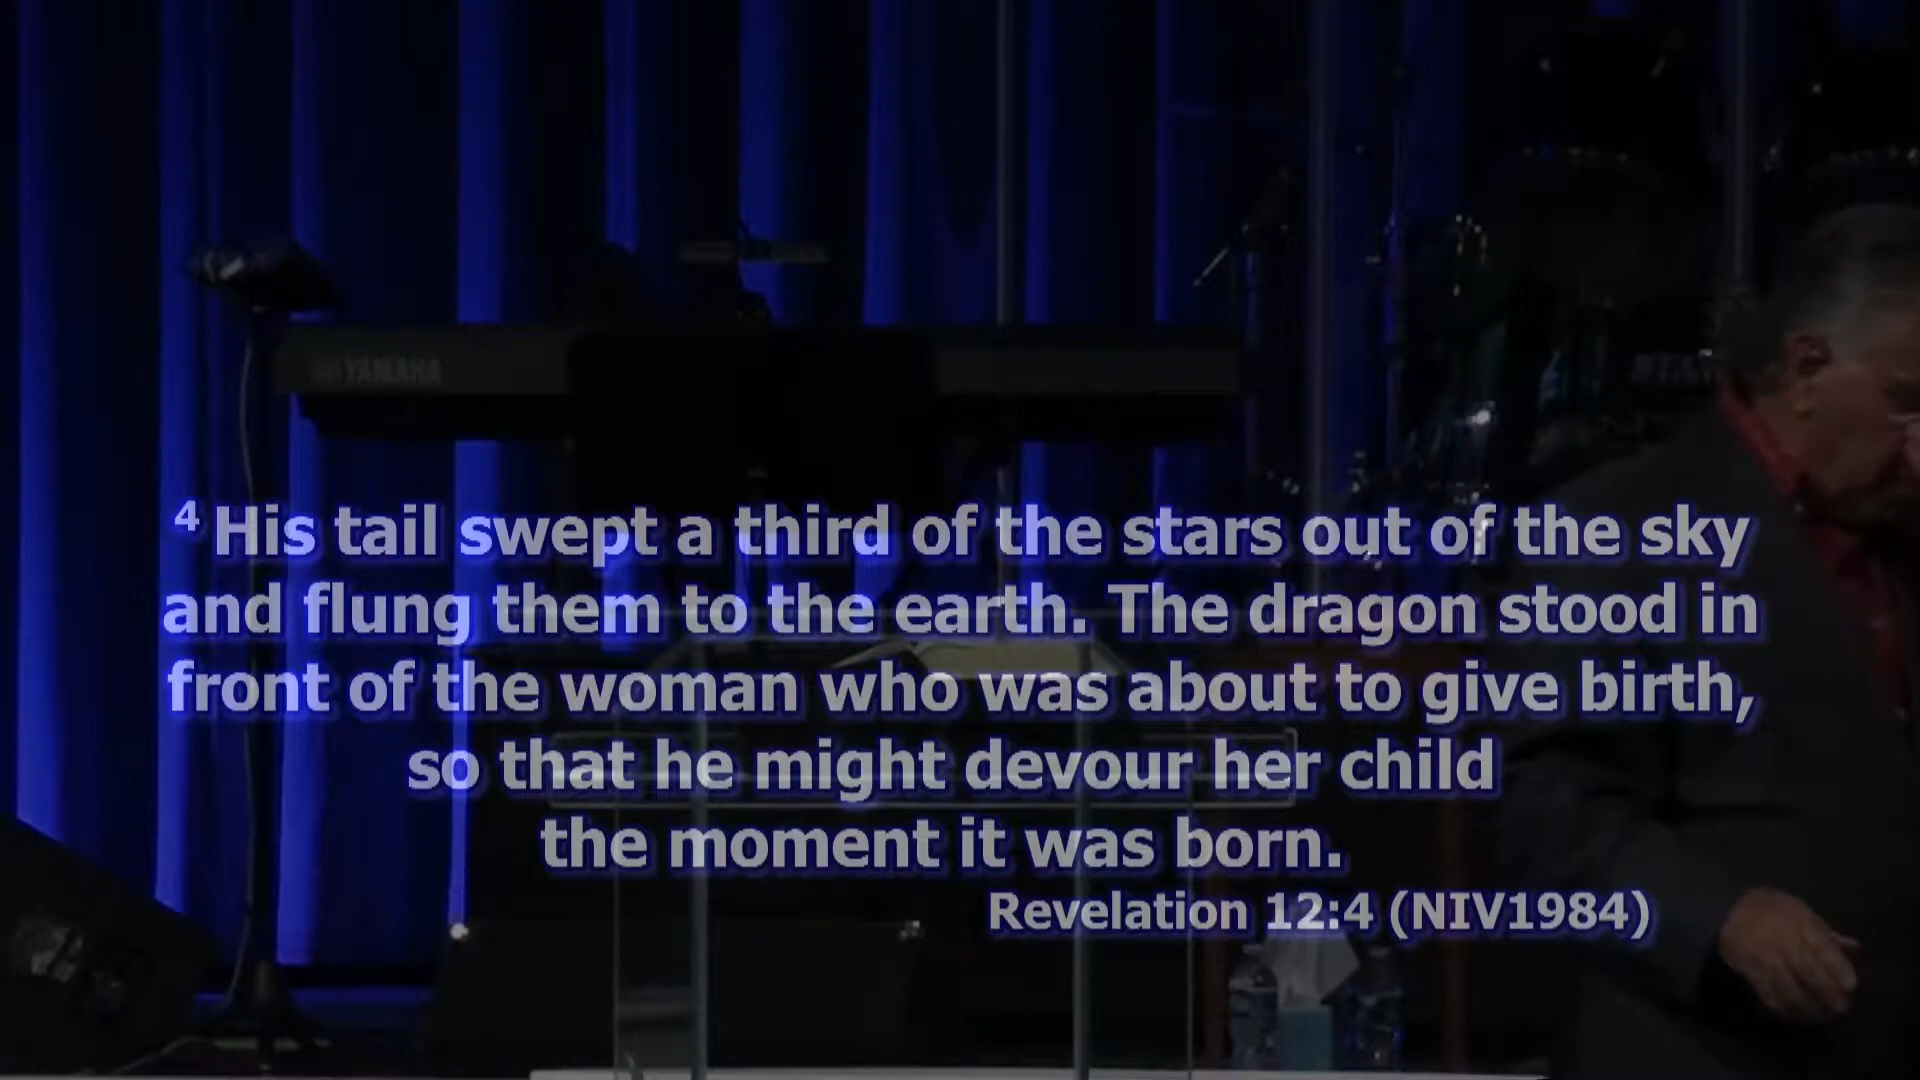 YAMAHA
⁴ His tail swept a third of the stars out of the sky
and flung them to the earth. The dragon stood in
front of the woman who was about to give birth,
so that he might devour her child
the moment it was born.
Revelation 12:4 (NIV1984)